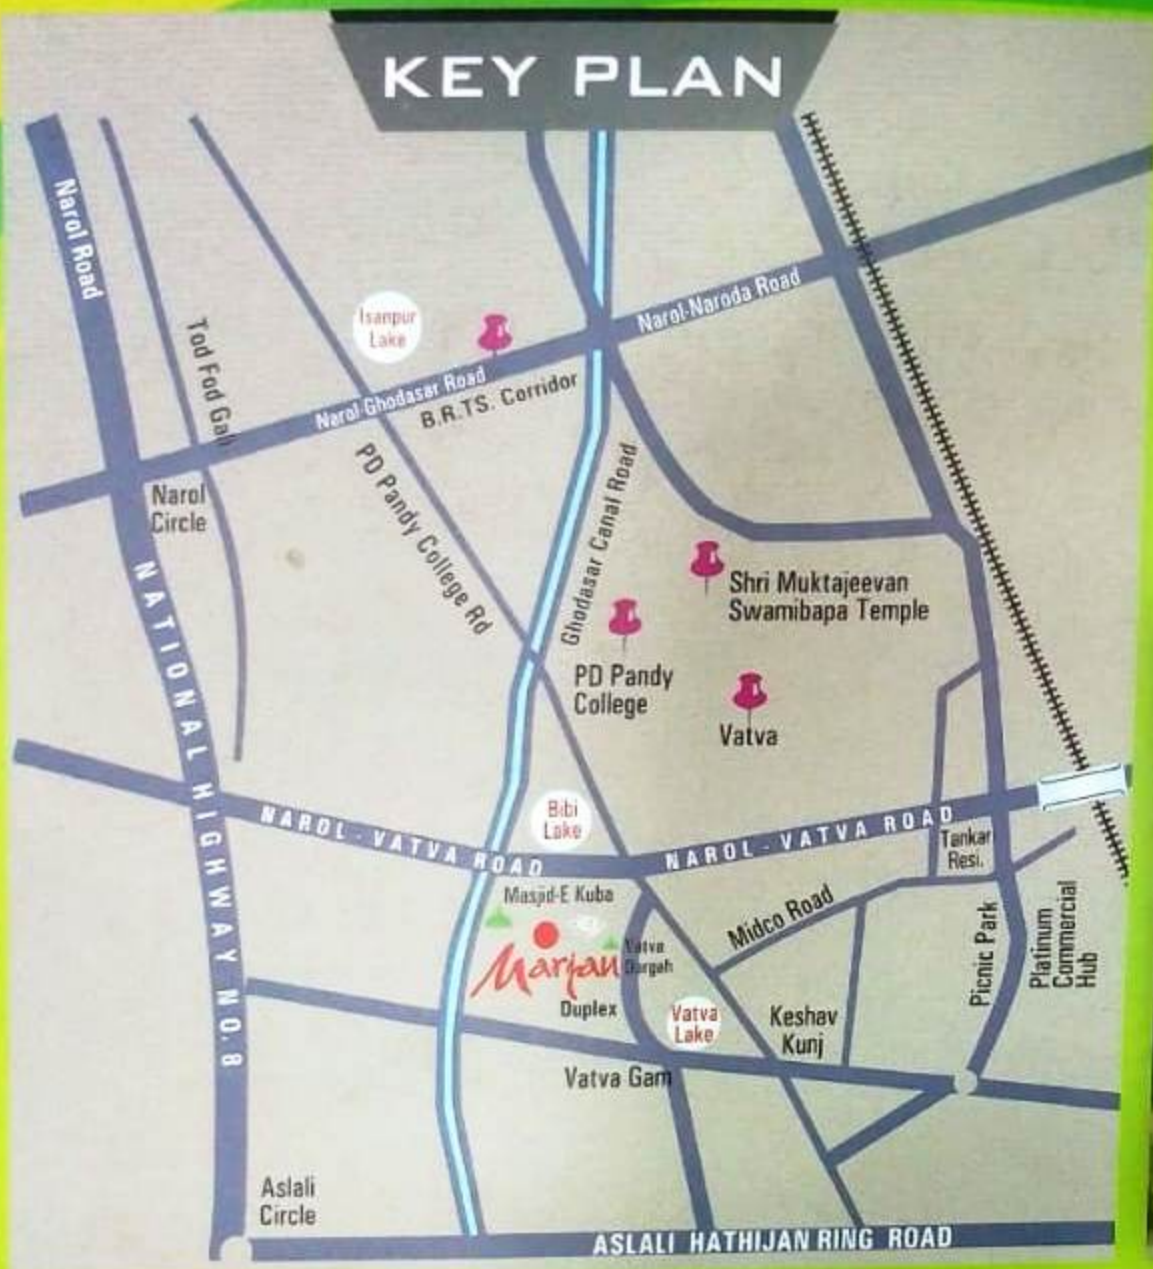 KEY PLAN
Narol Road
Tod Fod Gali
Isanpur
Lake
Narol-Naroda Road
Narol Ghodasar Road
B.R.TS. Corridor
Narol
Circle
PD Pandy College Rd
Ghodasar Canal Road
NATIONAL HIGHWAY NO.8
Shri Muktajeevan
Swamibapa Temple
PD Pandy
College
Vatva
Bibi
Lake
NAROL-VATVA ROAD
NAROL-VATVA ROAD
Tankar
Resi.
Masjid-E Kuba
Midco Road
Marjan
Vatva
Dargah
Duplex
Picnic Park
Platinum
Commercial
Hub
Vatva
Lake
Keshav
Kunj
Vatva Gam
Aslali
Circle
ASLALI HATHIJAN RING ROAD